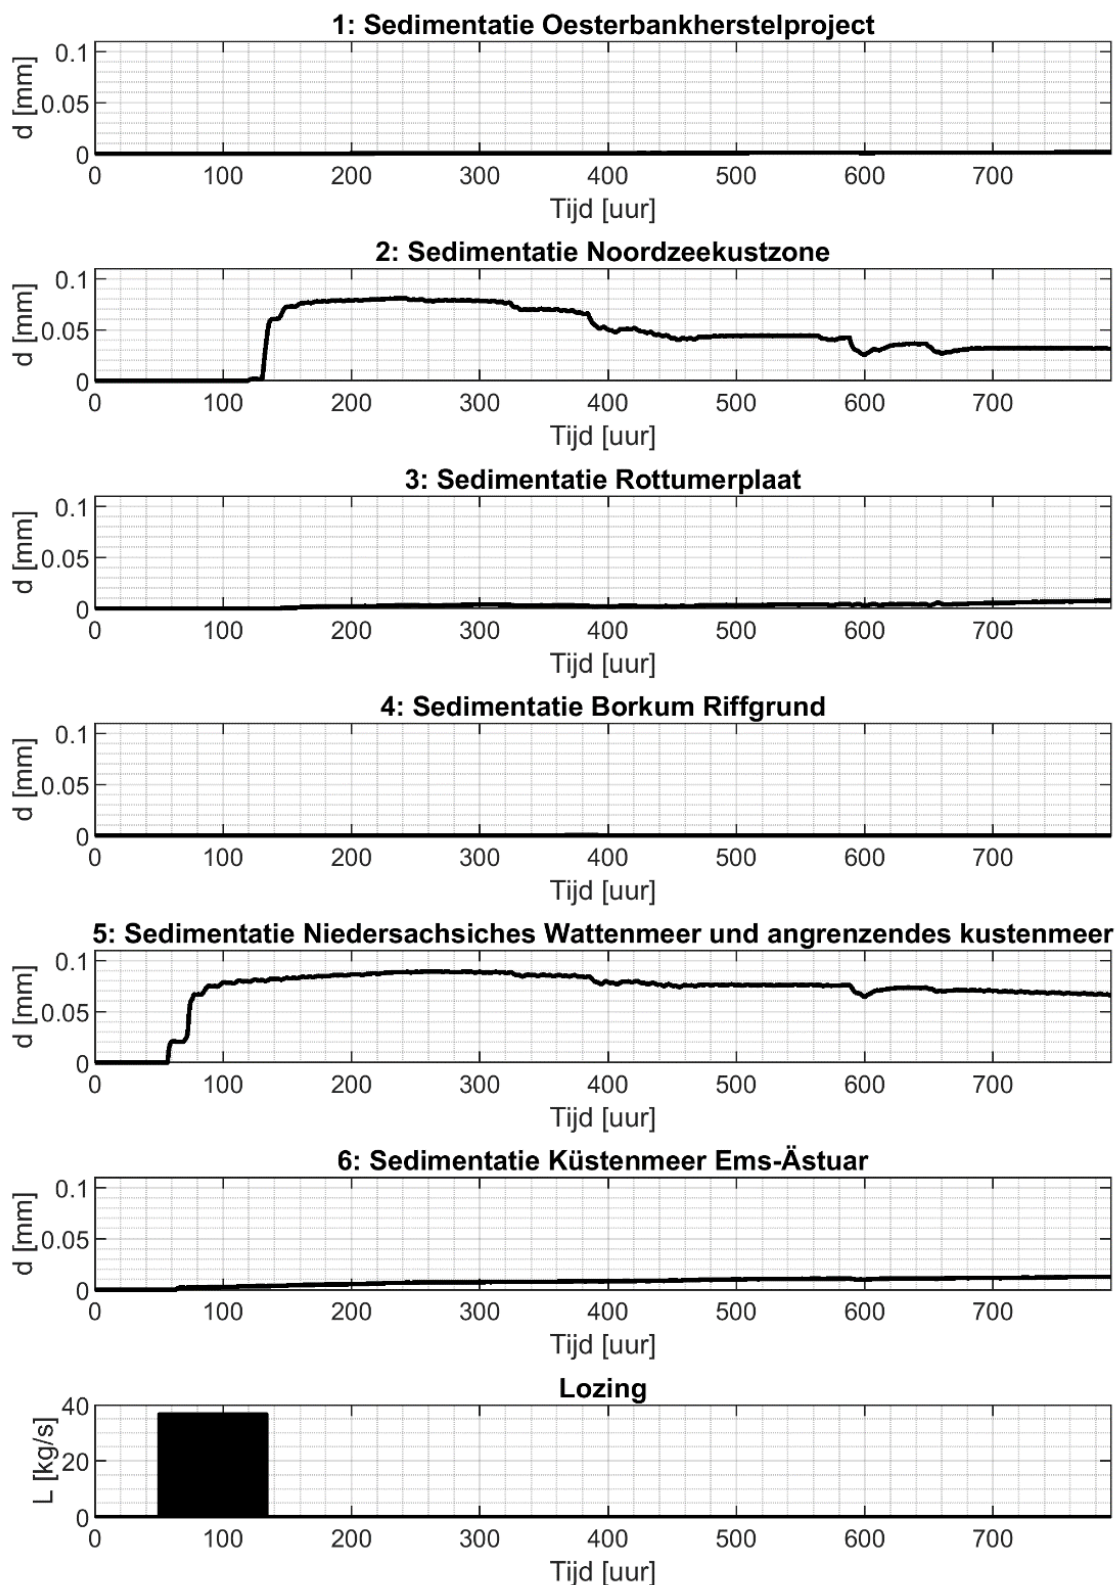 1: Sedimentatie Oesterbankherstelproject
0.1
0.05
0
d [mm]
0 100 200 300 400 500 600 700
Tijd [uur]
2: Sedimentatie Noordzeekustzone
0.1
0.05
0
d [mm]
0 100 200 300 400 500 600 700
Tijd [uur]
3: Sedimentatie Rottumerplaat
0.1
0.05
0
d [mm]
0 100 200 300 400 500 600 700
Tijd [uur]
4: Sedimentatie Borkum Riffgrund
0.1
0.05
0
d [mm]
0 100 200 300 400 500 600 700
Tijd [uur]
5: Sedimentatie Niedersachsiches Wattenmeer und angrenzendes kustenmeer
0.1
0.05
0
d [mm]
0 100 200 300 400 500 600 700
Tijd [uur]
6: Sedimentatie Küstenmeer Ems-Ästuar
0.1
0.05
0
d [mm]
0 100 200 300 400 500 600 700
Tijd [uur]
Lozing
40
20
0
L [kg/s]
0 100 200 300 400 500 600 700
Tijd [uur]